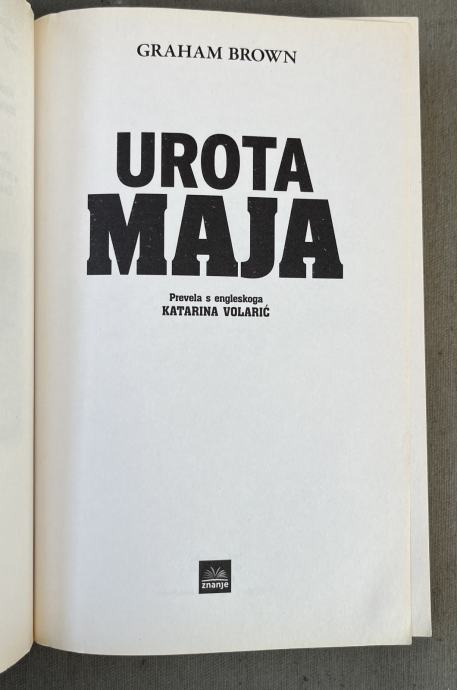 GRAHAM BROWN
UROTA
MAJA
Prevela s engleskoga
KATARINA VOLARIĆ
znanje